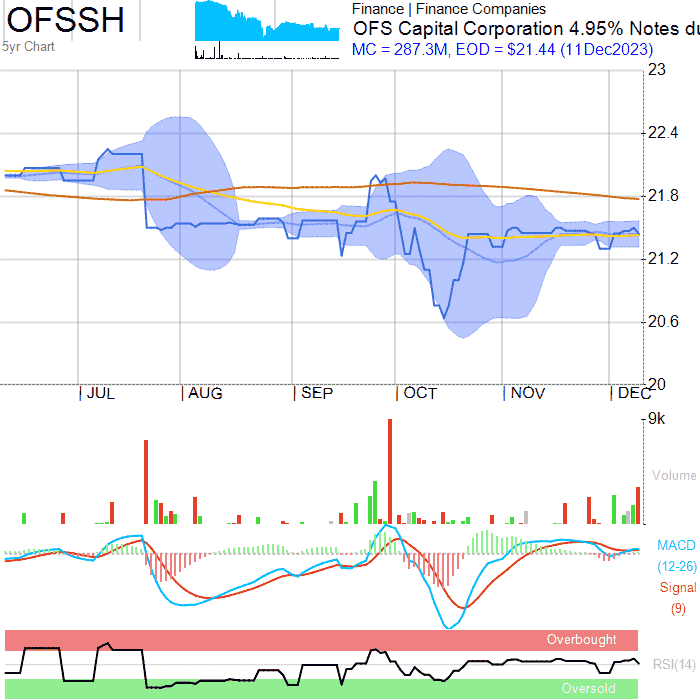 OFSSH
5yr Chart
Finance | Finance Companies
OFS Capital Corporation 4.95% Notes du
MC = 287.3M, EOD = $21.44 (11Dec2023)
23
22.4
21.8
21.2
20.6
20
| JUL | AUG | SEP | OCT | NOV | DEC
9k
Volume
MACD
(12-26)
Signal
(9)
Overbought
RSI(14)
Oversold